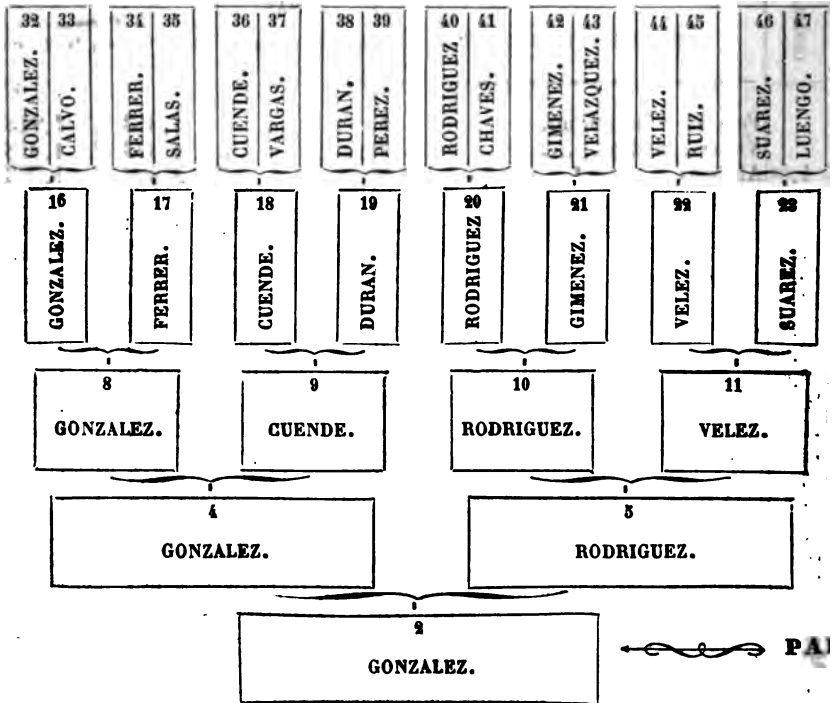 32 33 34 35 36 37 38 39 40 41 42 43 44 45 46 47
GONZALEZ. CALVO. FERRER. SALAS. CUENDE. VARGAS. DURAN. PEREZ. RODRIGUEZ CHAVES. GIMENEZ. VELAZQUEZ. VELEZ. RUIZ. SUAREZ. LUENGO.
16 17 18 19 20 21 22 23
GONZALEZ. FERRER. CUENDE. DURAN. RODRIGUEZ GIMENEZ. VELEZ. SUAREZ.
8 9 10 11
GONZALEZ. CUENDE. RODRIGUEZ. VELEZ.
4 5
GONZALEZ. RODRIGUEZ.
2
GONZALEZ.